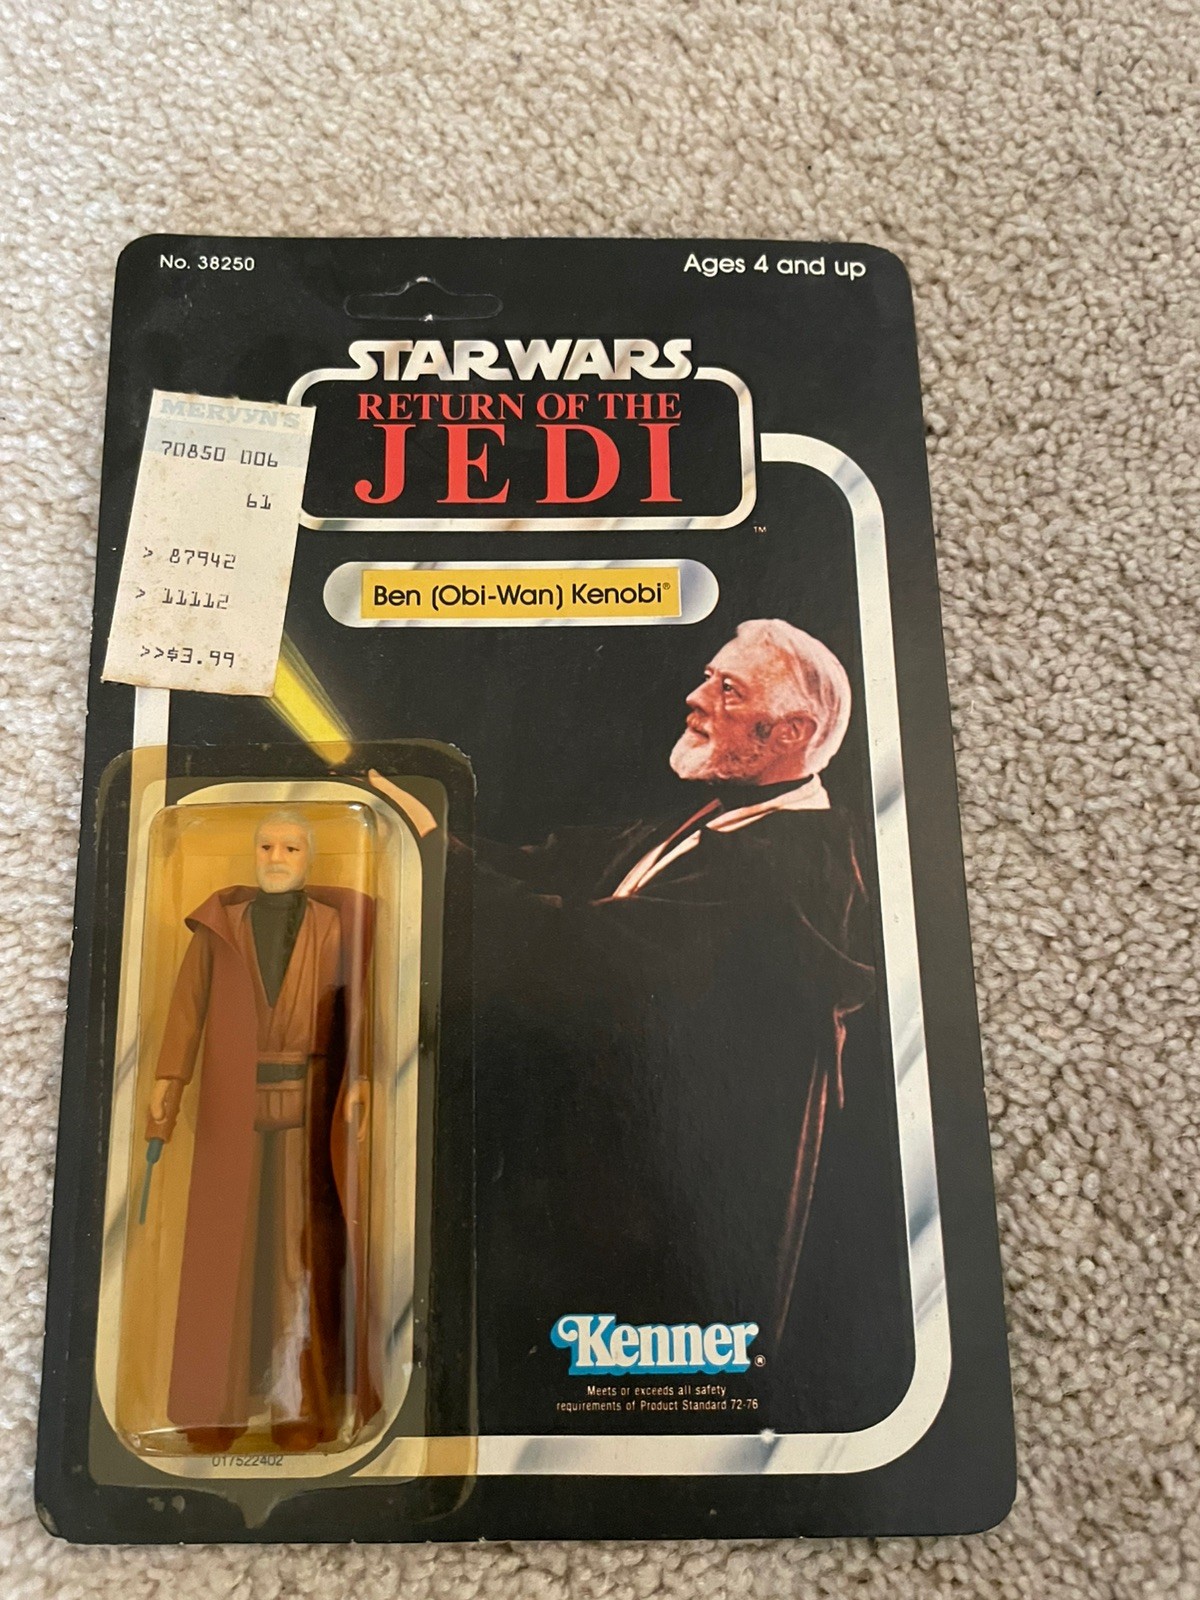 No. 38250
Ages 4 and up
STAR WARS
RETURN OF THE
JEDI
TM
MERVYN'S
70850 006
61
> 87942
> 11112
>>$3.99
Ben (Obi-Wan) Kenobi®
Kenner®
Meets or exceeds all safety
requirements of Product Standard 72-76
017522402